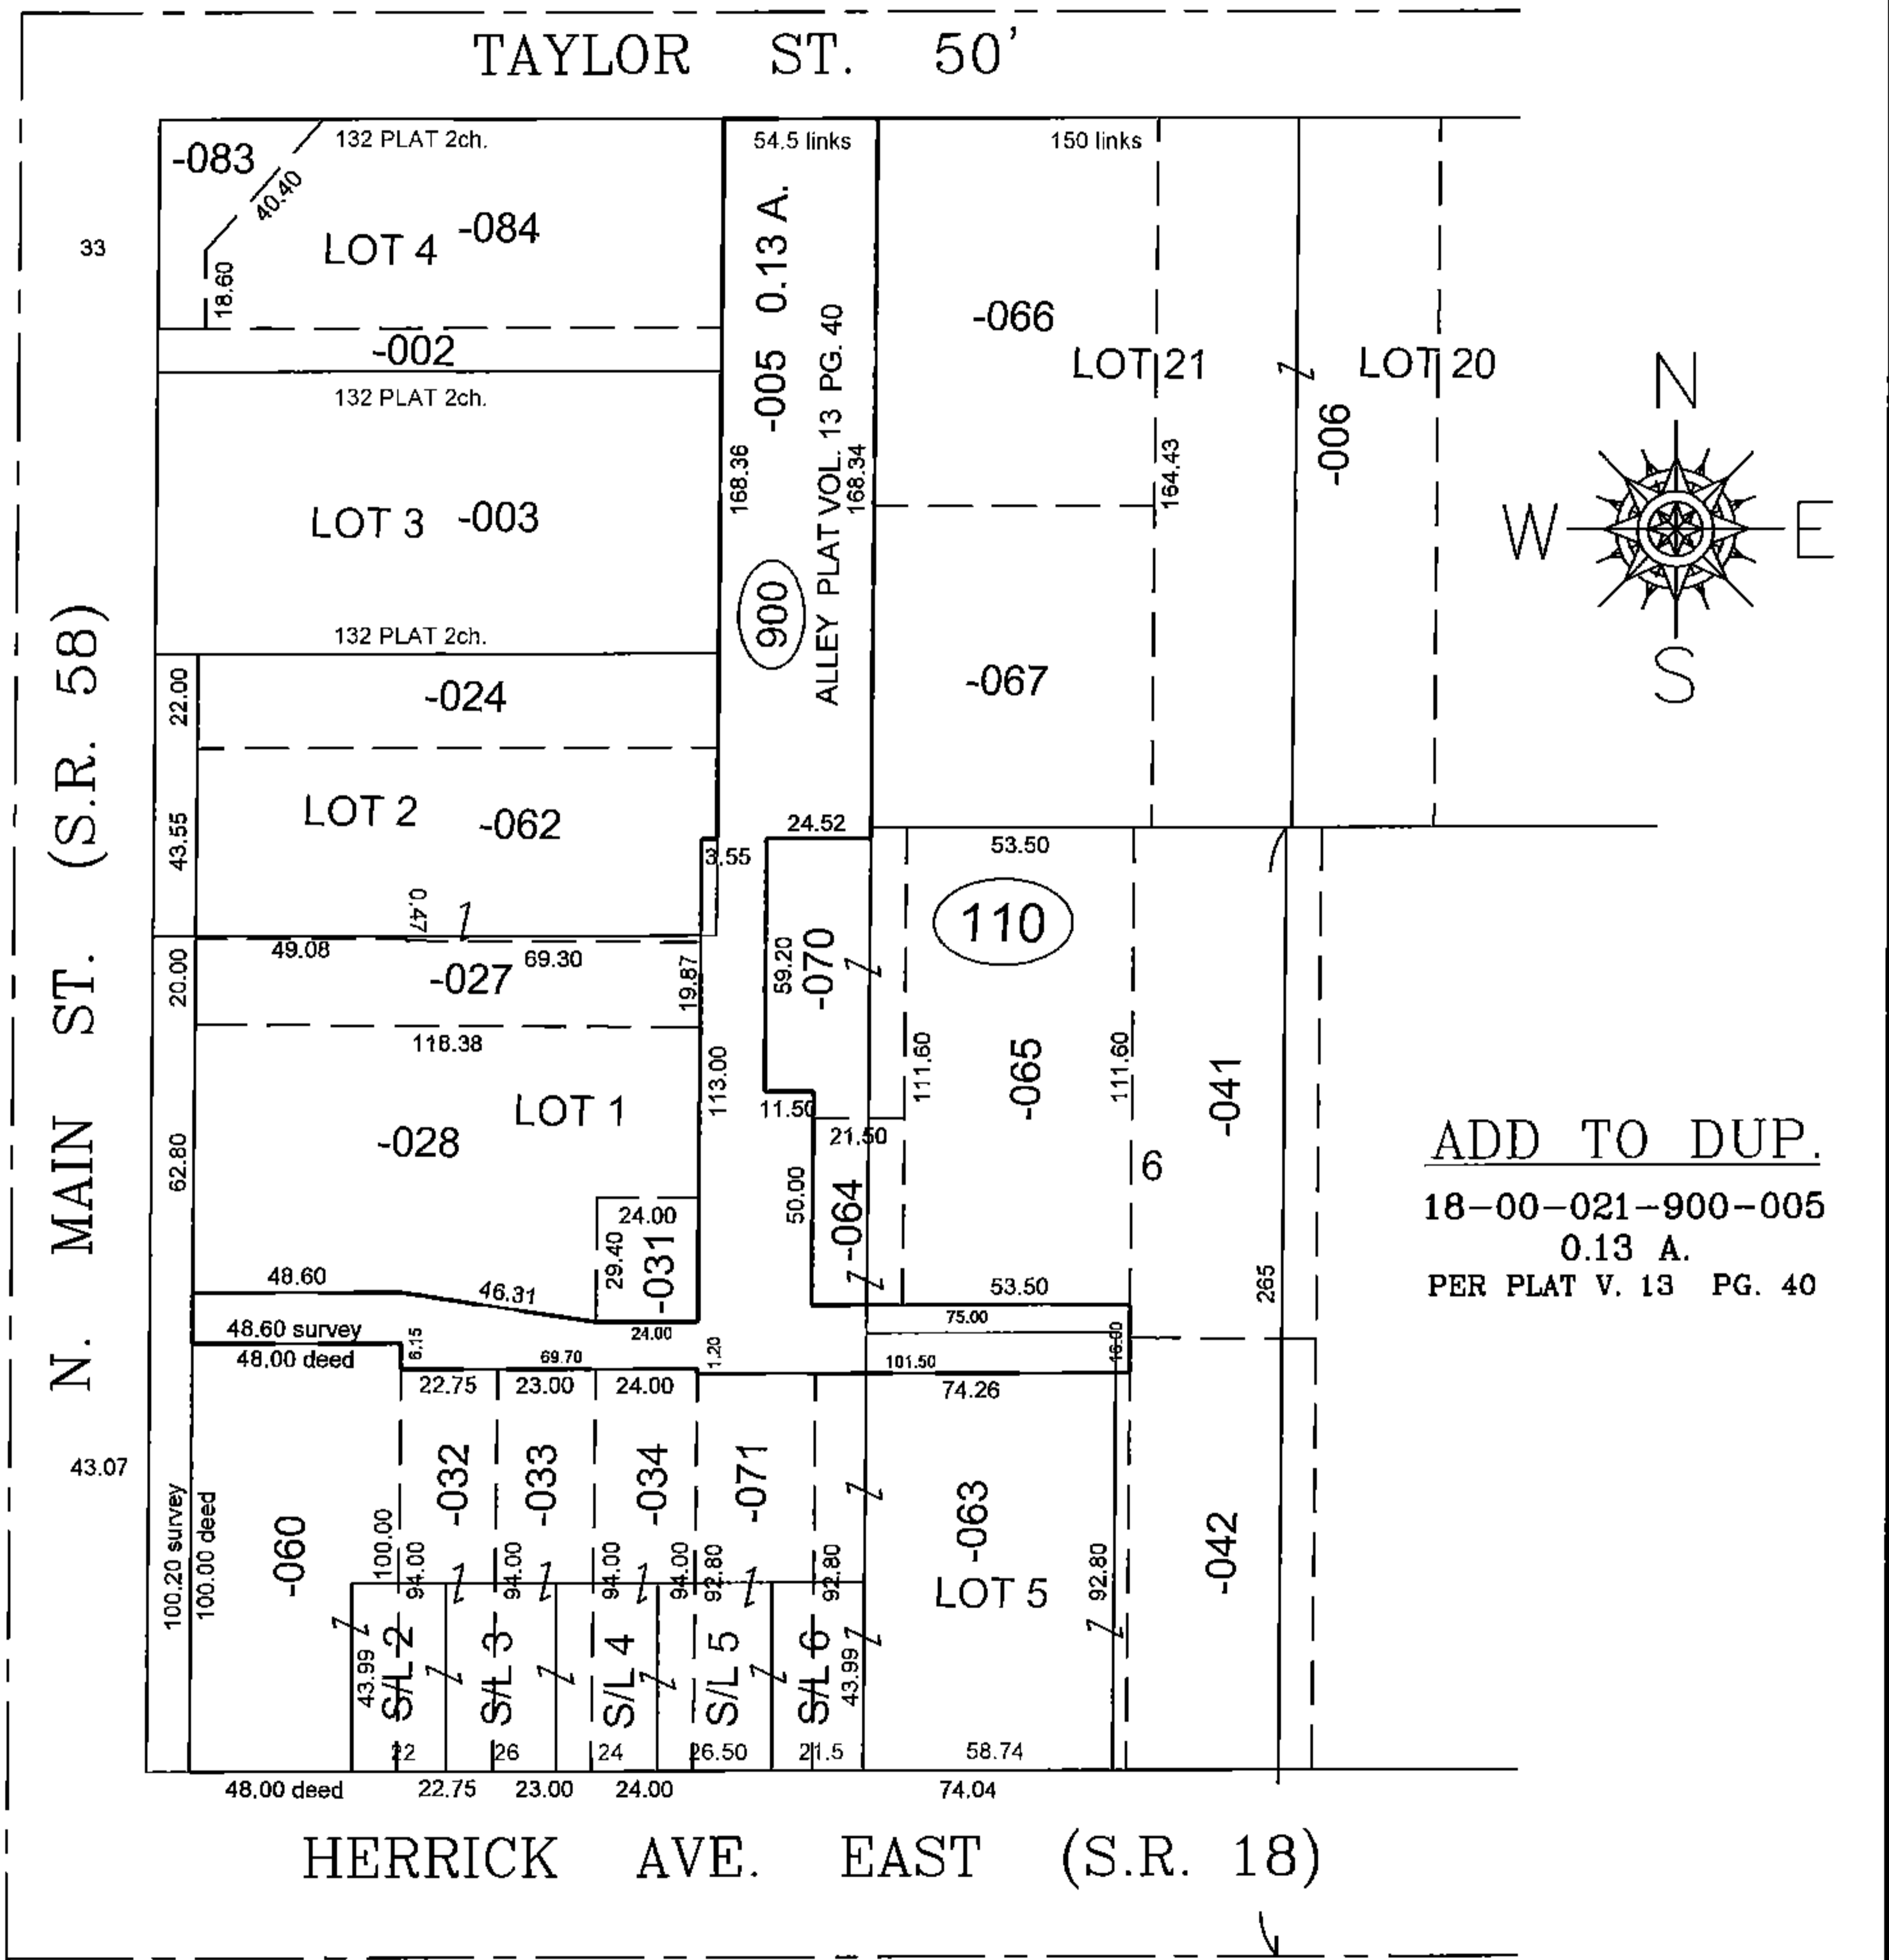 TAYLOR ST. 50'
132 PLAT 2ch.
54.5 links
150 links
-083
40.40
18.60
33
LOT 4 -084
-002
132 PLAT 2ch.
LOT 3 -003
132 PLAT 2ch.
-005 0.13 A.
ALLEY PLAT VOL. 13 PG. 40
168.36
168.34
900
-066
LOT 21
LOT 20
164.43
-006
-067
N
W
E
S
N. MAIN ST. (S.R. 58)
22.00
-024
43.55
LOT 2 -062
0.47
3.55
24.52
53.50
110
20.00
49.08
69.30
-027
19.87
118.38
59.20
-070
113.00
LOT 1
-028
62.80
11.50
21.50
111.60
-065
111.60
-041
6
50.00
-064
24.00
29.40
-031
265
ADD TO DUP.
18-00-021-900-005
0.13 A.
PER PLAT V. 13 PG. 40
48.60
46.31
53.50
75.00
48.60 survey
48.00 deed
6.15
24.00
69.70
1.20
101.50
16.00
22.75
23.00
24.00
74.26
43.07
100.20 survey
100.00 deed
-060
-032
-033
-034
-071
-063
-042
100.00
94.00
94.00
94.00
94.00
92.80
92.80
92.80
LOT 5
43.99
S/L 2
S/L 3
S/L 4
S/L 5
S/L 6
43.99
22
26
24
26.50
21.5
58.74
48.00 deed
22.75
23.00
24.00
74.04
HERRICK AVE. EAST (S.R. 18)